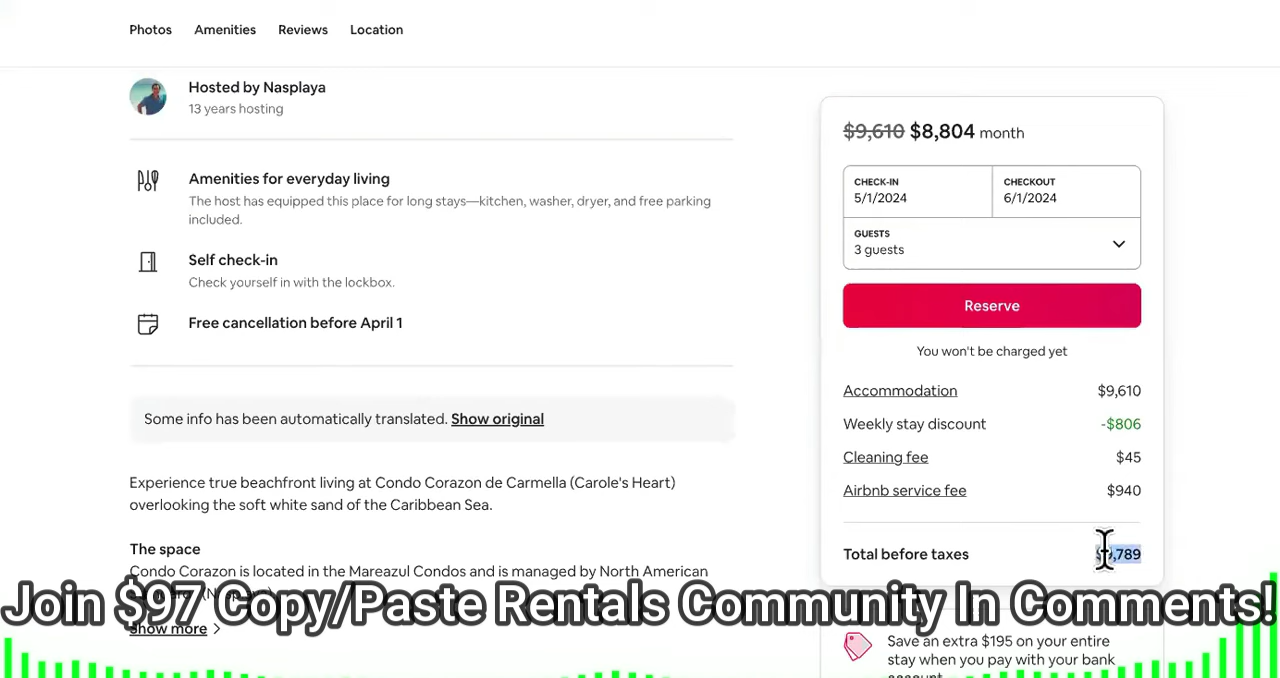 Photos Amenities Reviews Location
Hosted by Nasplaya
13 years hosting
Amenities for everyday living
The host has equipped this place for long stays—kitchen, washer, dryer, and free parking
included.
Self check-in
Check yourself in with the lockbox.
Free cancellation before April 1
Some info has been automatically translated. Show original
Experience true beachfront living at Condo Corazon de Carmella (Carole's Heart)
overlooking the soft white sand of the Caribbean Sea.
The space
Condo Corazon is located in the Mareazul Condos and is managed by North American
Show more >
$9,610 $8,804 month
CHECK-IN
5/1/2024
CHECKOUT
6/1/2024
GUESTS
3 guests
Reserve
You won't be charged yet
Accommodation $9,610
Weekly stay discount -$806
Cleaning fee $45
Airbnb service fee $940
Total before taxes $9,789
Save an extra $195 on your entire
stay when you pay with your bank
account.
Join $97 Copy/Paste Rentals Community In Comments!